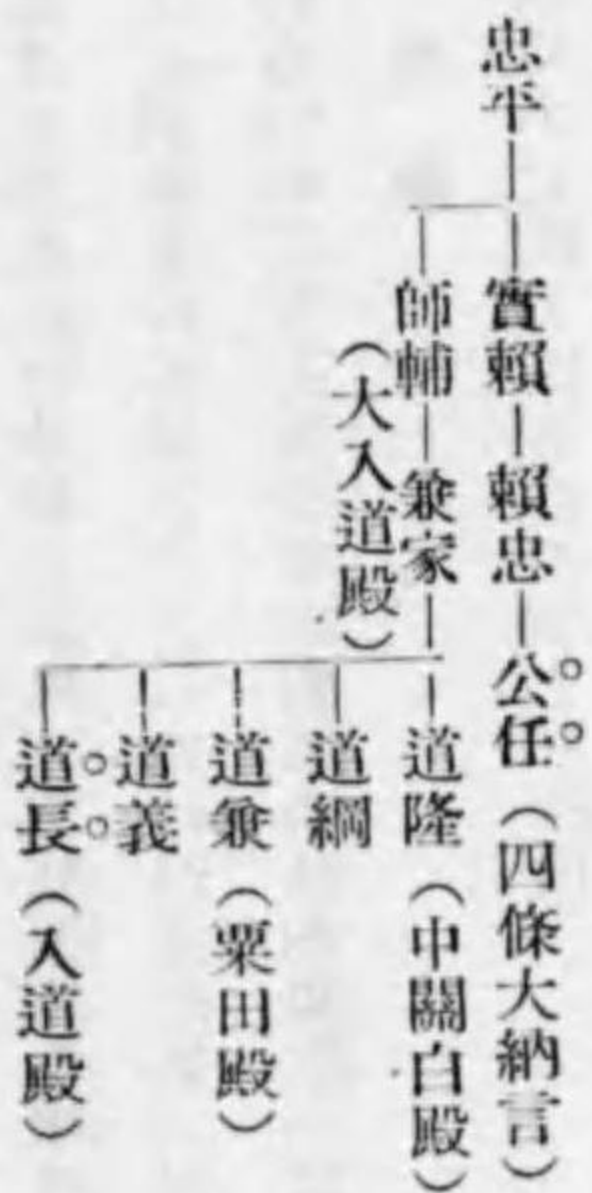 忠平
實賴―賴忠―公任（四條大納言）
師輔―兼家
（大入道殿）
道隆（中關白殿）
道綱
道兼（粟田殿）
道義
道長（入道殿）